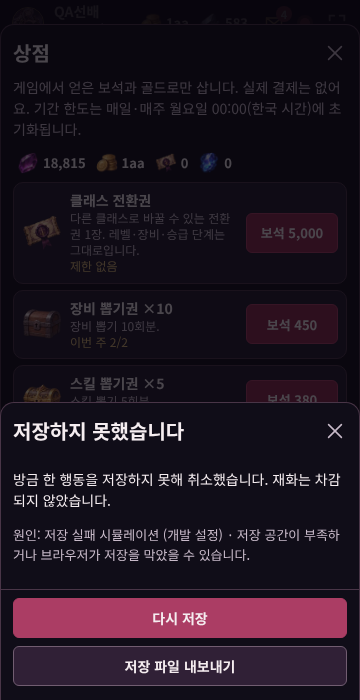 QA선배
1aa 583
상점
게임에서 얻은 보석과 골드로만 삽니다. 실제 결제는 없어
요. 기간 한도는 매일·매주 월요일 00:00(한국 시간)에 초
기화됩니다.
18,815 1aa 0 0
클래스 전환권
다른 클래스로 바꿀 수 있는 전환
권 1장. 레벨·장비·승급 단계는
그대로입니다.
제한 없음
보석 5,000
장비 뽑기권 ×10
장비 뽑기 10회분.
이번 주 2/2
보석 450
스킬 뽑기권 ×5
스킬 뽑기 5회분
보석 380
저장하지 못했습니다
방금 한 행동을 저장하지 못해 취소했습니다. 재화는 차감
되지 않았습니다.
원인: 저장 실패 시뮬레이션 (개발 설정) · 저장 공간이 부족하
거나 브라우저가 저장을 막았을 수 있습니다.
다시 저장
저장 파일 내보내기